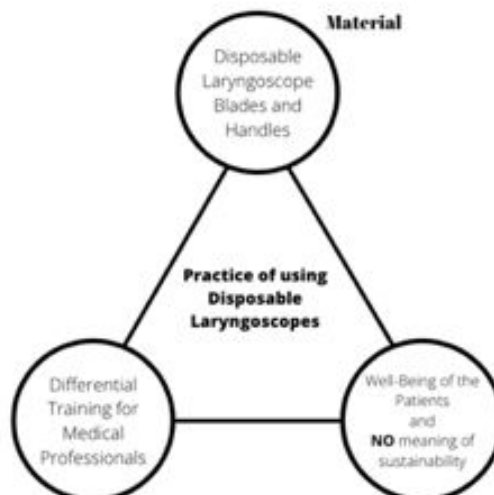 Material
Disposable
Laryngoscope
Blades and
Handles
Practice of using
Disposable
Laryngoscopes
Differential
Training for
Medical
Professionals
Well-Being of the
Patients
and
NO meaning of
sustainability